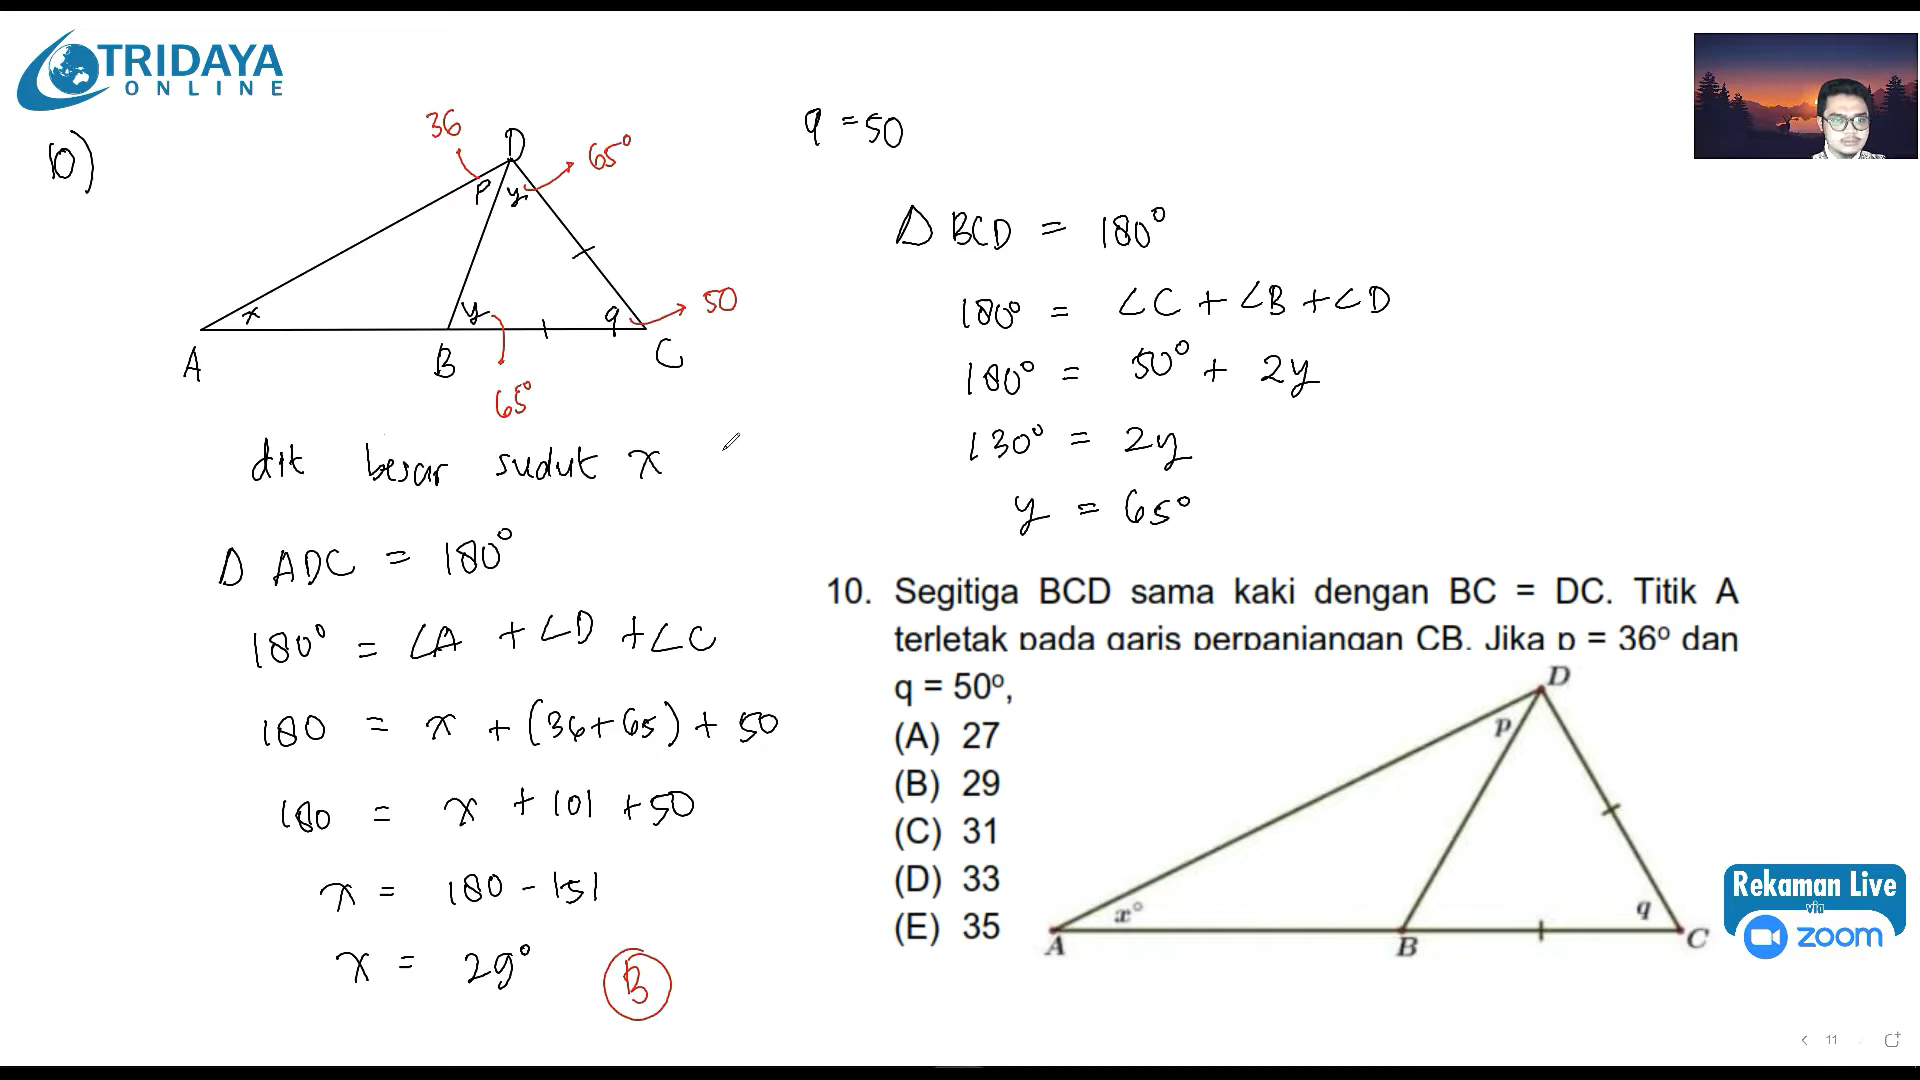 TRIDAYA
ONLINE
10)
36
D
65°
p
y
x
y
q
50
A
B
C
65°
dit besar sudut x
Δ ADC = 180°
180° = ∠A + ∠D + ∠C
180 = x + (36+65) + 50
180 = x + 101 + 50
x = 180 - 151
x = 29°
B
q = 50
Δ BCD = 180°
180° = ∠C + ∠B + ∠D
180° = 50° + 2y
130° = 2y
y = 65°
10. Segitiga BCD sama kaki dengan BC = DC. Titik A
terletak pada garis perpanjangan CB. Jika p = 36° dan
q = 50°,
(A) 27
(B) 29
(C) 31
(D) 33
(E) 35
D
p
x°
q
A
B
C
Rekaman Live
via
zoom
11